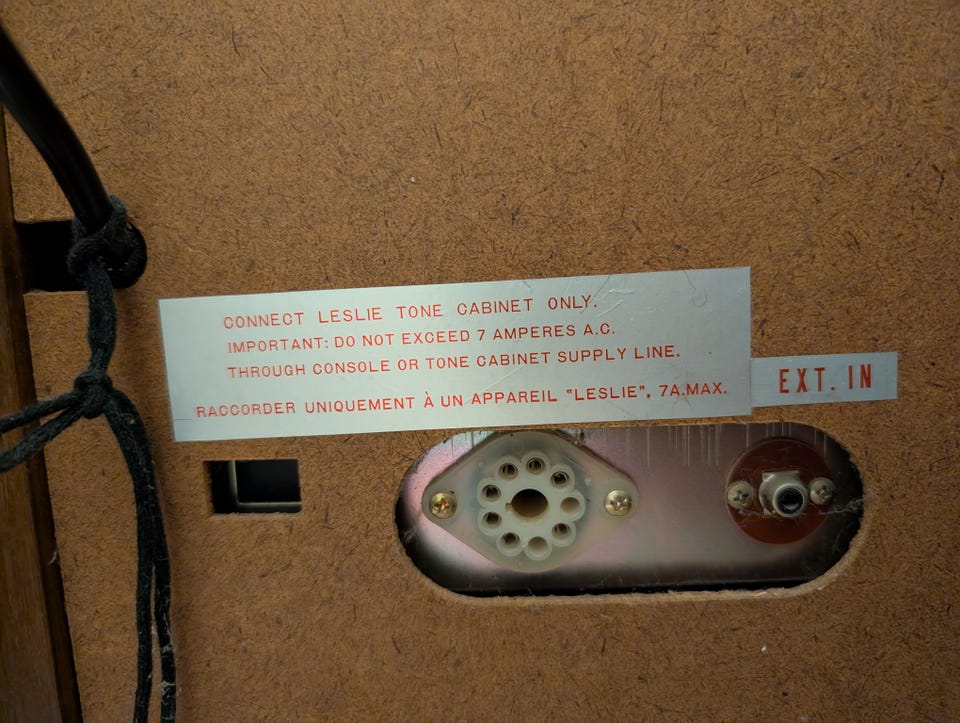 CONNECT LESLIE TONE CABINET ONLY.
IMPORTANT: DO NOT EXCEED 7 AMPERES A.C.
THROUGH CONSOLE OR TONE CABINET SUPPLY LINE.
RACCORDER UNIQUEMENT À UN APPAREIL "LESLIE", 7A.MAX.
EXT. IN